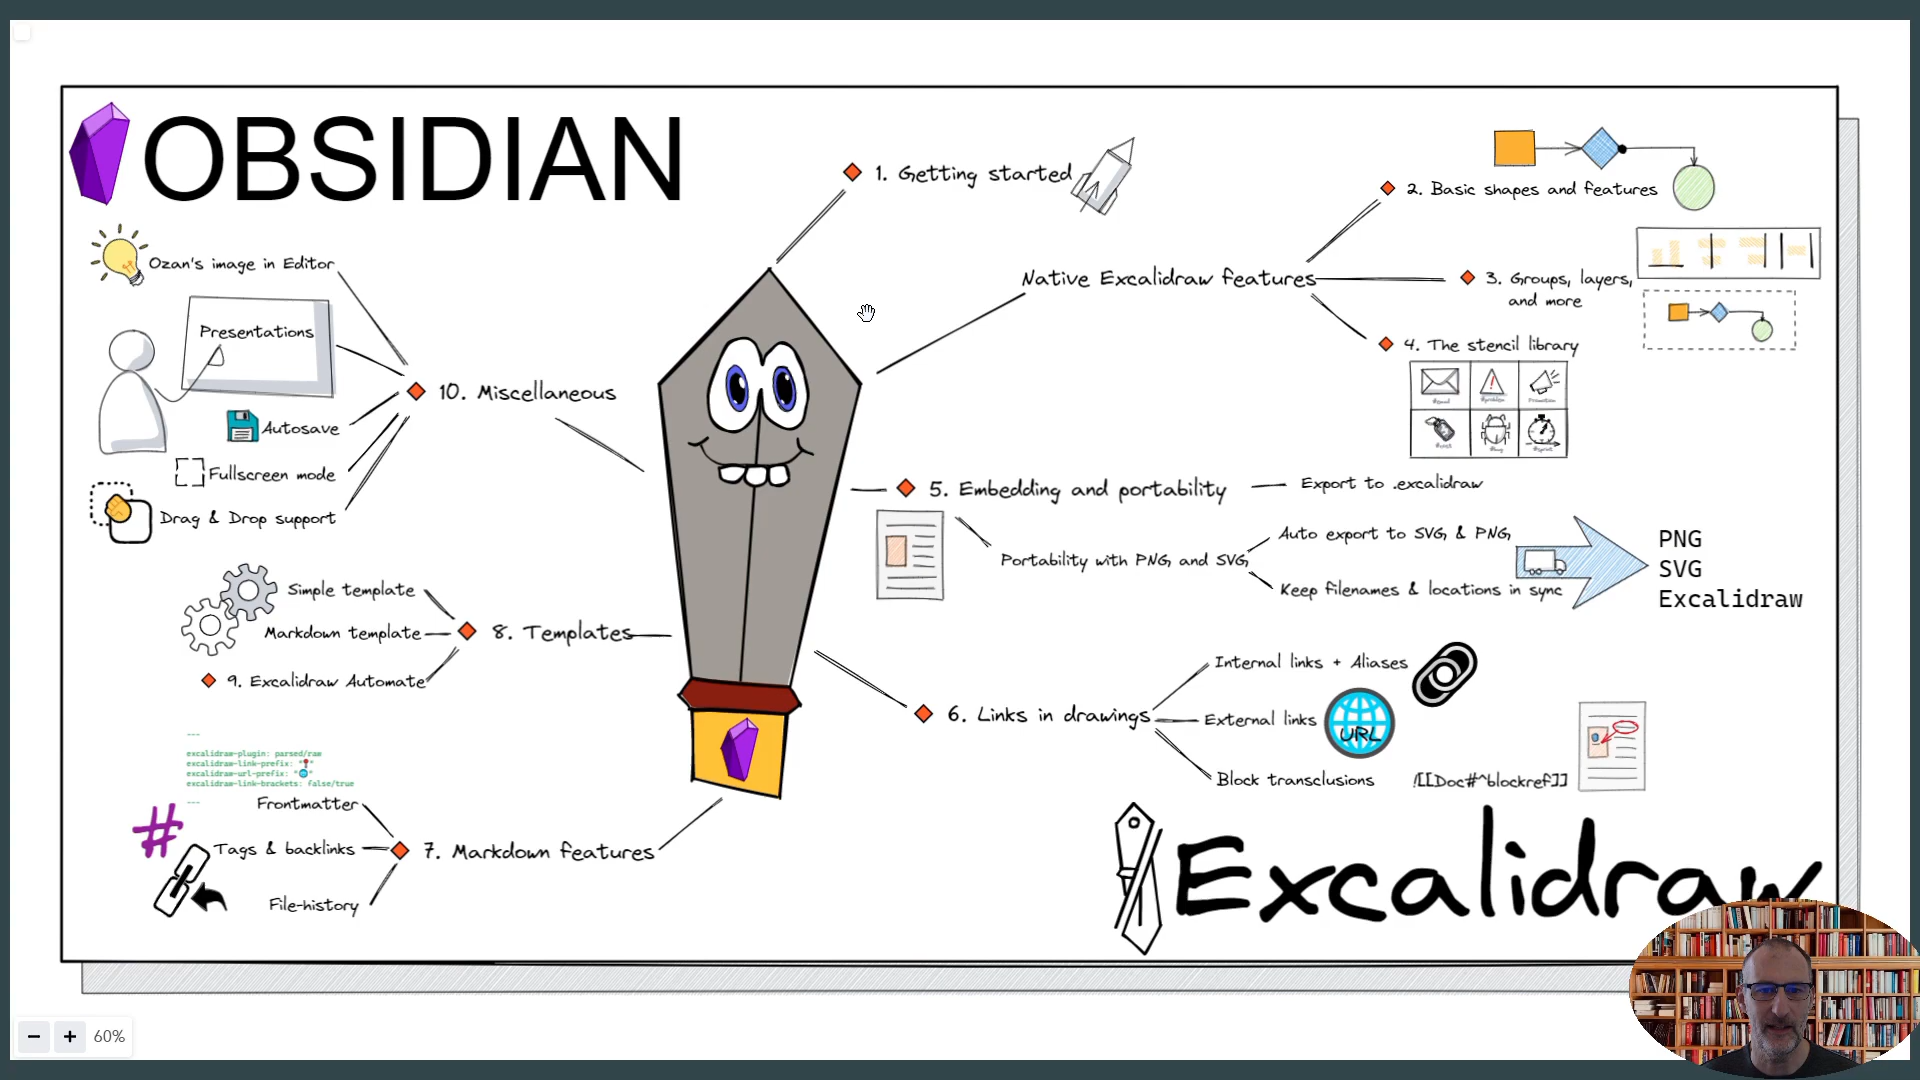 OBSIDIAN
1. Getting started
2. Basic shapes and features
Native Excalidraw features
3. Groups, layers,
and more
4. The stencil library
5. Embedding and portability
Export to .excalidraw
Portability with PNG and SVG
Auto export to SVG & PNG
Keep filenames & locations in sync
PNG
SVG
Excalidraw
6. Links in drawings
Internal links + Aliases
External links
URL
Block transclusions
![[Doc#^blockref]]
7. Markdown features
---
excalidraw-plugin: parsed/raw
excalidraw-link-prefix: "📍"
excalidraw-url-prefix: "🌐"
excalidraw-link-brackets: false/true
---
Frontmatter
#
Tags & backlinks
File-history
8. Templates
Simple template
Markdown template
9. Excalidraw Automate
10. Miscellaneous
Ozan's image in Editor
Presentations
Autosave
Fullscreen mode
Drag & Drop support
Excalidraw
60%